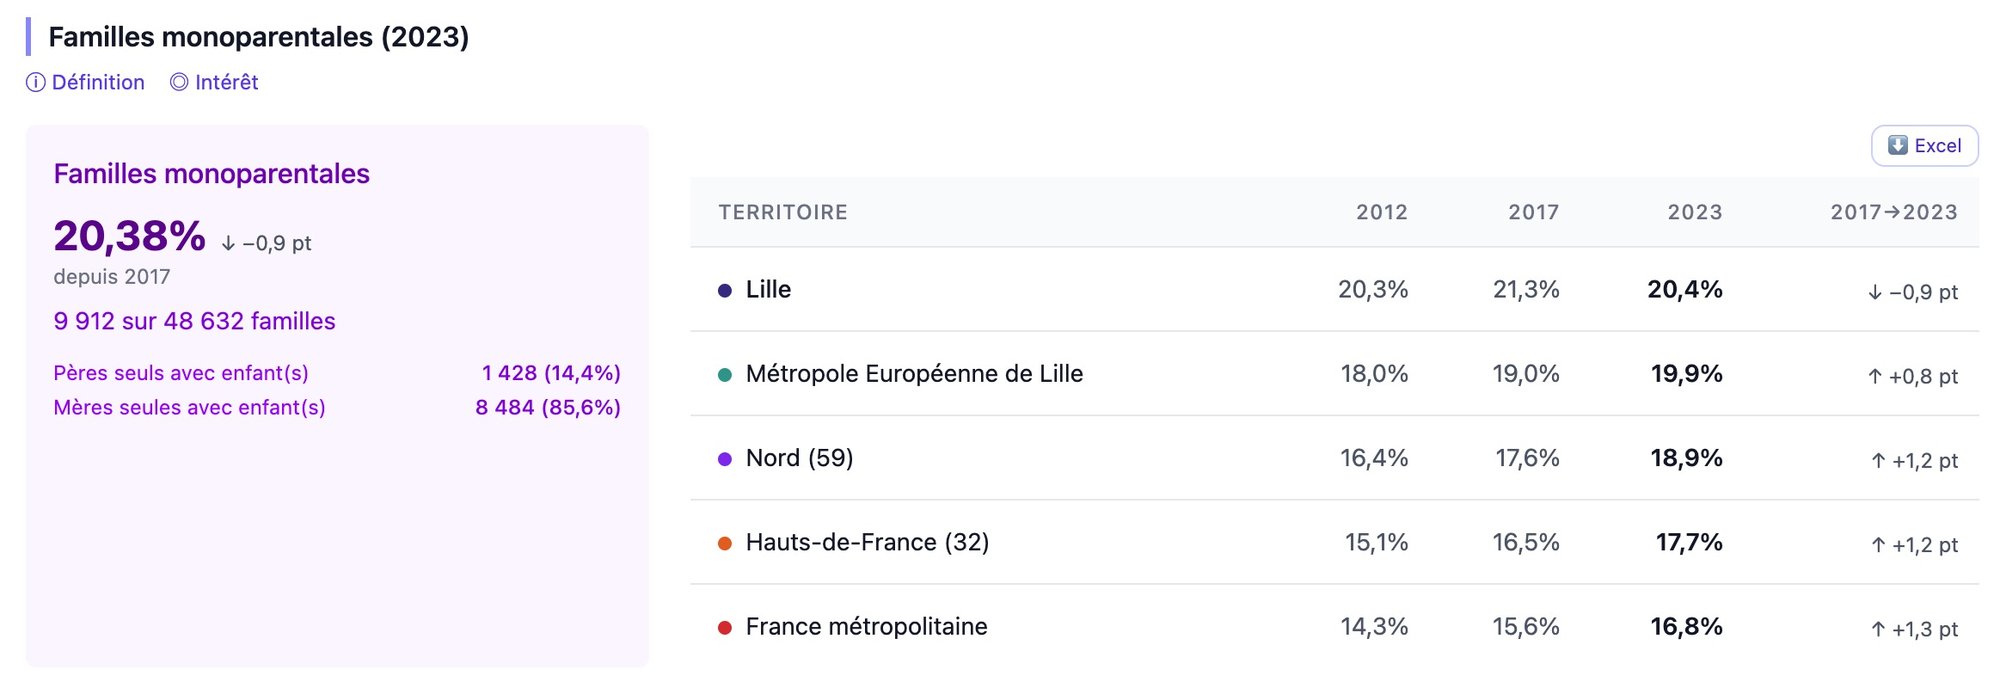 Familles monoparentales (2023)
Définition Intérêt
Familles monoparentales
20,38% ↓ −0,9 pt
depuis 2017
9 912 sur 48 632 familles
Pères seuls avec enfant(s) 1 428 (14,4%)
Mères seules avec enfant(s) 8 484 (85,6%)
Excel
TERRITOIRE 2012 2017 2023 2017→2023
Lille 20,3% 21,3% 20,4% ↓ −0,9 pt
Métropole Européenne de Lille 18,0% 19,0% 19,9% ↑ +0,8 pt
Nord (59) 16,4% 17,6% 18,9% ↑ +1,2 pt
Hauts-de-France (32) 15,1% 16,5% 17,7% ↑ +1,2 pt
France métropolitaine 14,3% 15,6% 16,8% ↑ +1,3 pt